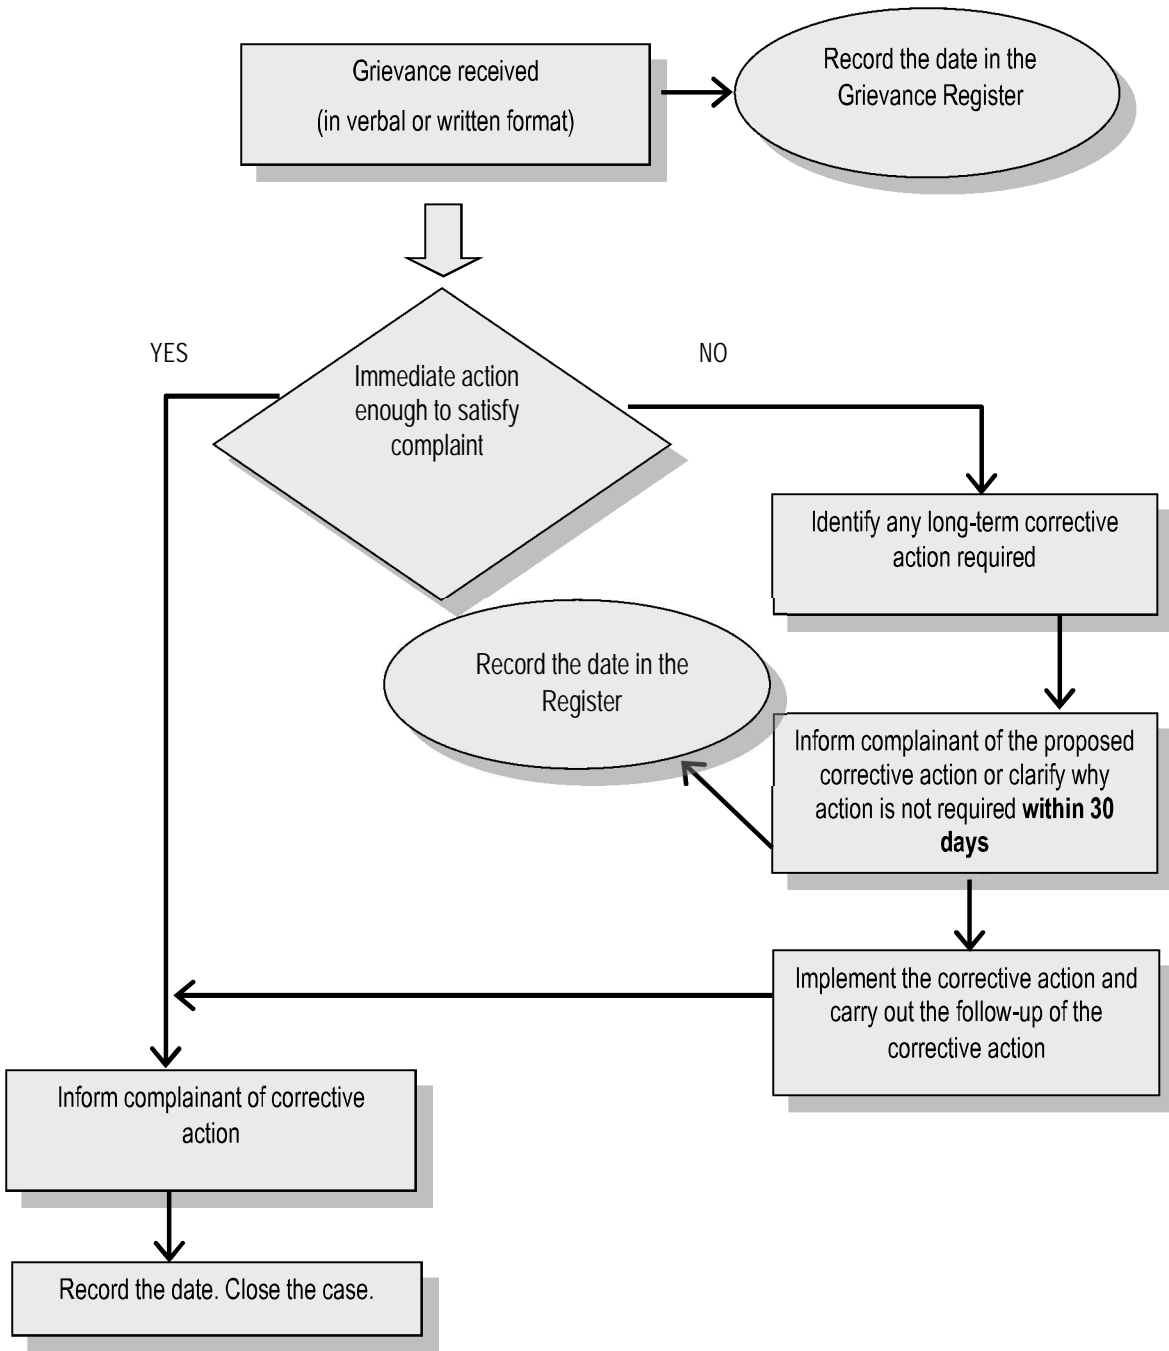 Grievance received
(in verbal or written format)
Record the date in the
Grievance Register
YES
NO
Immediate action
enough to satisfy
complaint
Identify any long-term corrective
action required
Record the date in the
Register
Inform complainant of the proposed
corrective action or clarify why
action is not required within 30
days
Implement the corrective action and
carry out the follow-up of the
corrective action
Inform complainant of corrective
action
Record the date. Close the case.